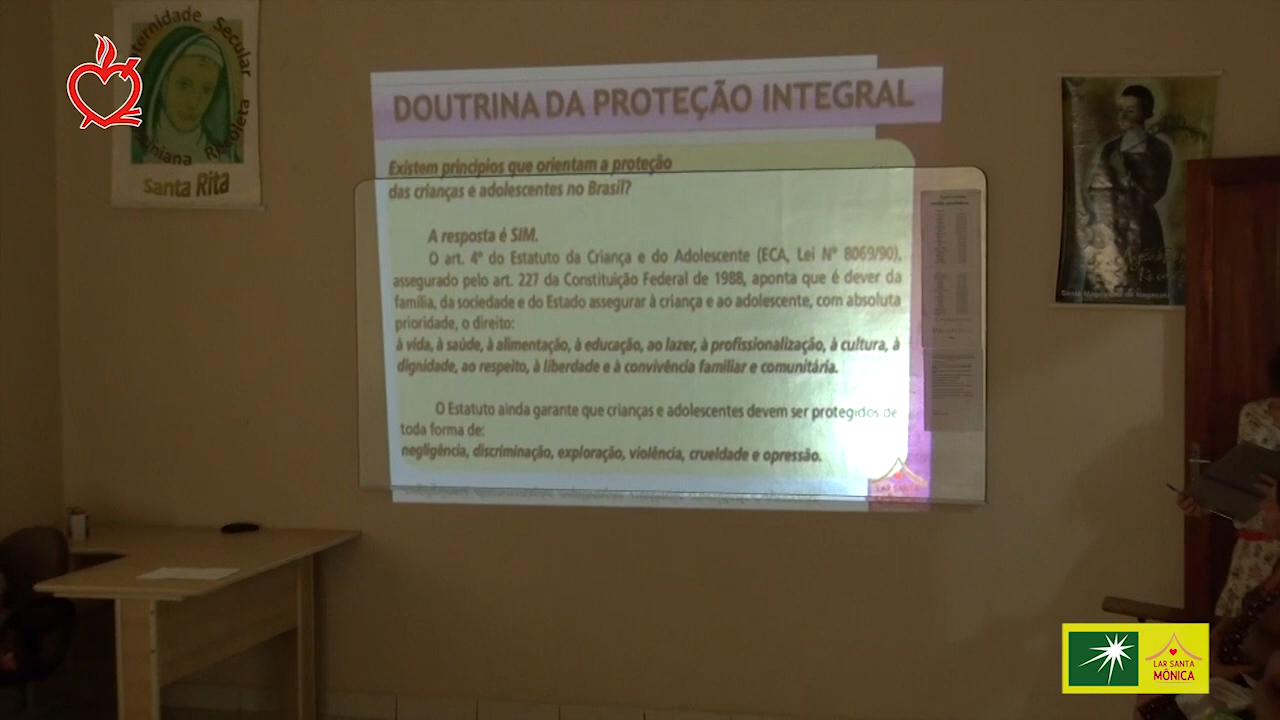 Fraternidade Secular
Agostiniana Recoleta
Santa Rita
DOUTRINA DA PROTEÇÃO INTEGRAL
Existem princípios que orientam a proteção
das crianças e adolescentes no Brasil?
A resposta é SIM.
O art. 4º do Estatuto da Criança e do Adolescente (ECA, Lei Nº 8069/90),
assegurado pelo art. 227 da Constituição Federal de 1988, aponta que é dever da
família, da sociedade e do Estado assegurar à criança e ao adolescente, com absoluta
prioridade, o direito:
à vida, à saúde, à alimentação, à educação, ao lazer, à profissionalização, à cultura, à
dignidade, ao respeito, à liberdade e à convivência familiar e comunitária.
O Estatuto ainda garante que crianças e adolescentes devem ser protegidos de
toda forma de:
negligência, discriminação, exploração, violência, crueldade e opressão.
LAR SANTA
LAR SANTA
MÔNICA